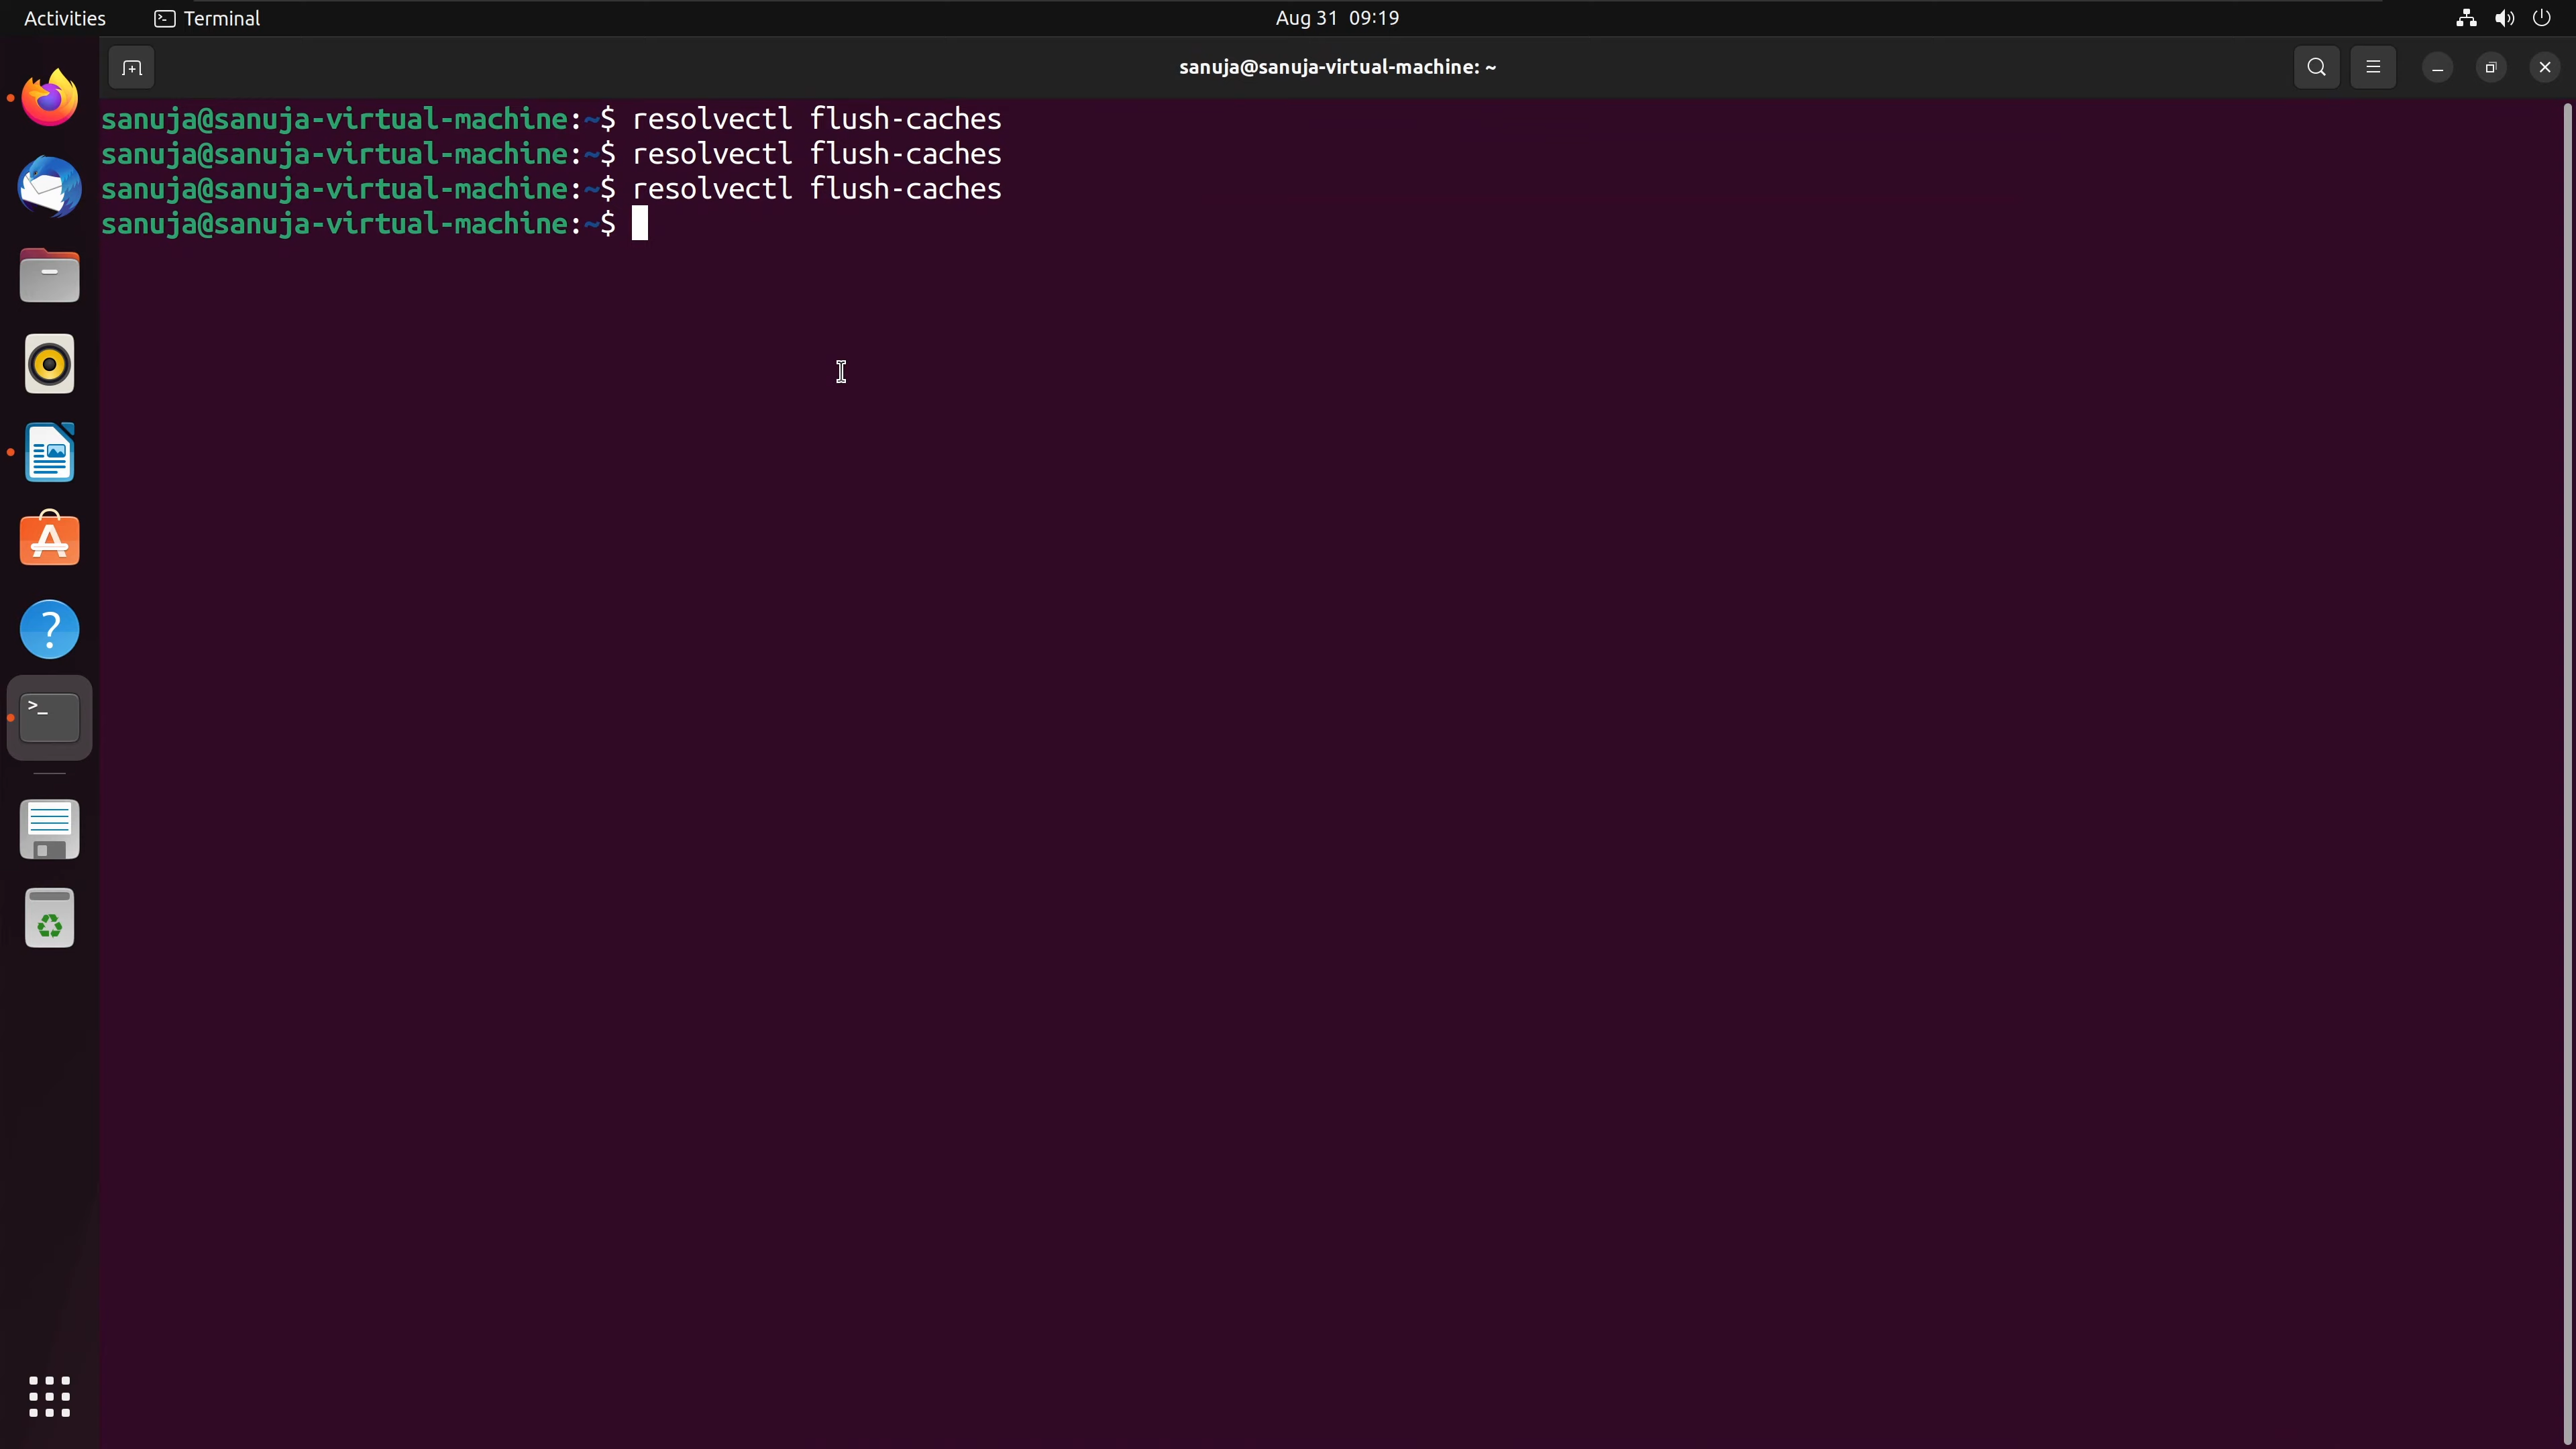 Activities Terminal Aug 31 09:19
sanuja@sanuja-virtual-machine: ~
sanuja@sanuja-virtual-machine:~$ resolvectl flush-caches
sanuja@sanuja-virtual-machine:~$ resolvectl flush-caches
sanuja@sanuja-virtual-machine:~$ resolvectl flush-caches
sanuja@sanuja-virtual-machine:~$